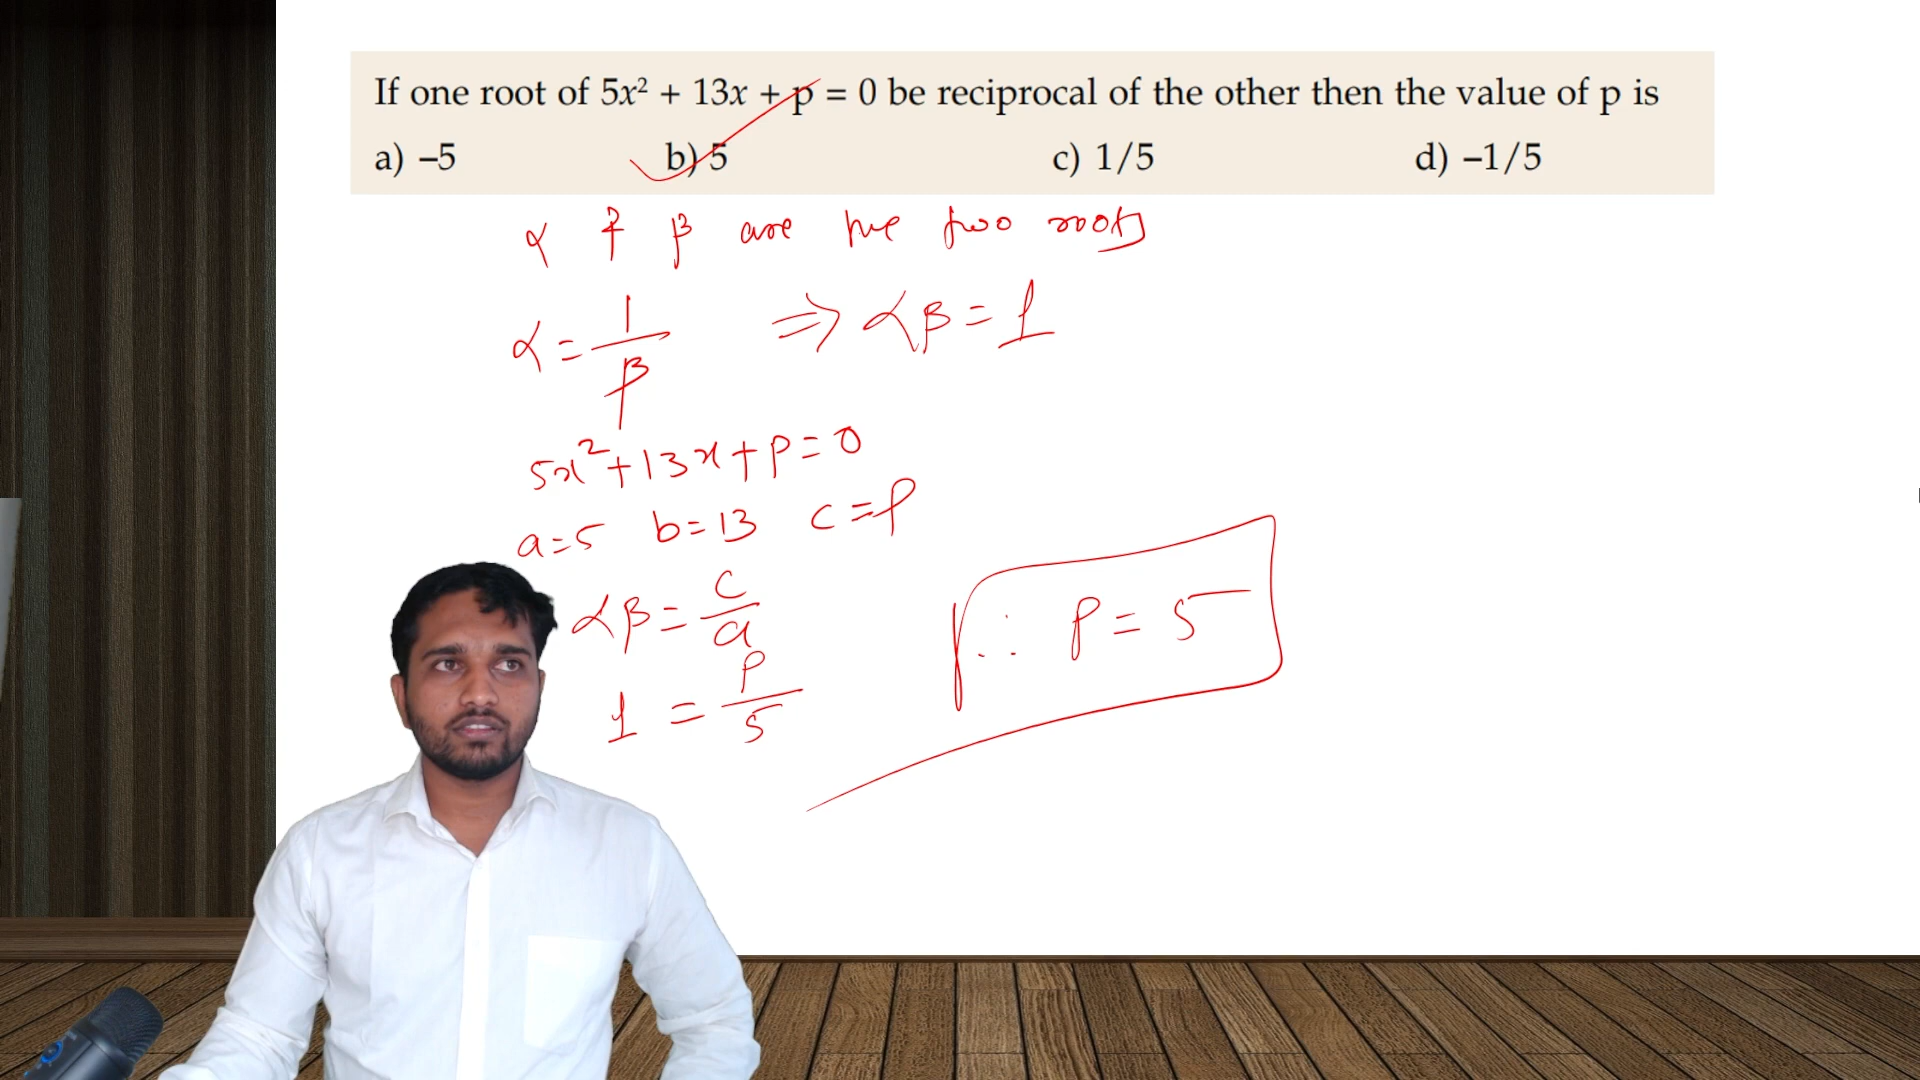 If one root of 5x² + 13x + p = 0 be reciprocal of the other then the value of p is
a) –5 b) 5 c) 1/5 d) –1/5
α & β are the two roots
α = 1/β ⇒ αβ = 1
5x² + 13x + p = 0
a = 5 b = 13 c = p
αβ = c/a
1 = p/5
∴ p = 5